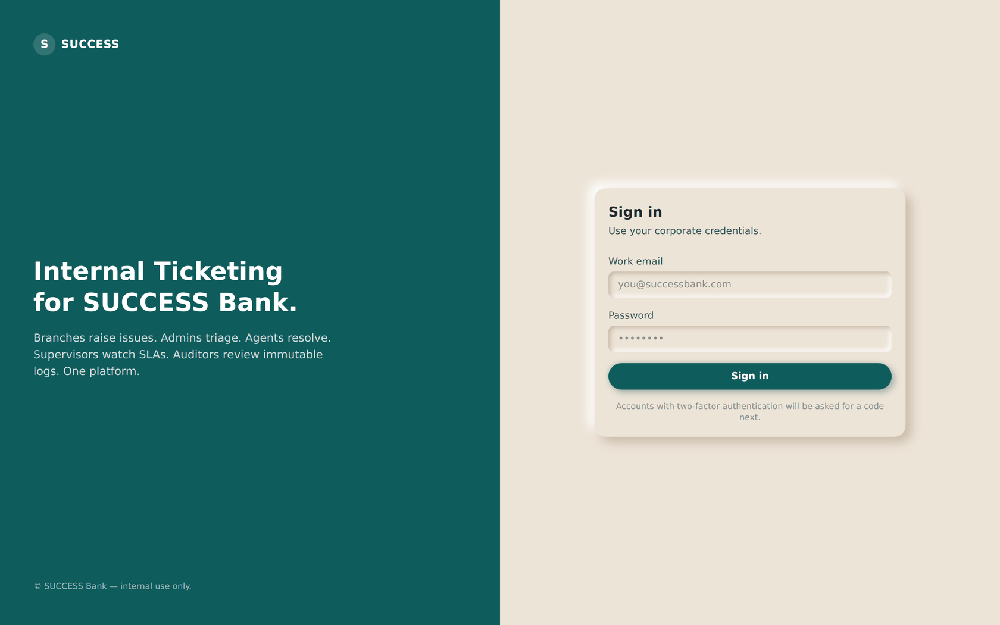 S SUCCESS
Internal Ticketing
for SUCCESS Bank.
Branches raise issues. Admins triage. Agents resolve.
Supervisors watch SLAs. Auditors review immutable
logs. One platform.
© SUCCESS Bank — internal use only.
Sign in
Use your corporate credentials.
Work email
you@successbank.com
Password
••••••••
Sign in
Accounts with two-factor authentication will be asked for a code
next.